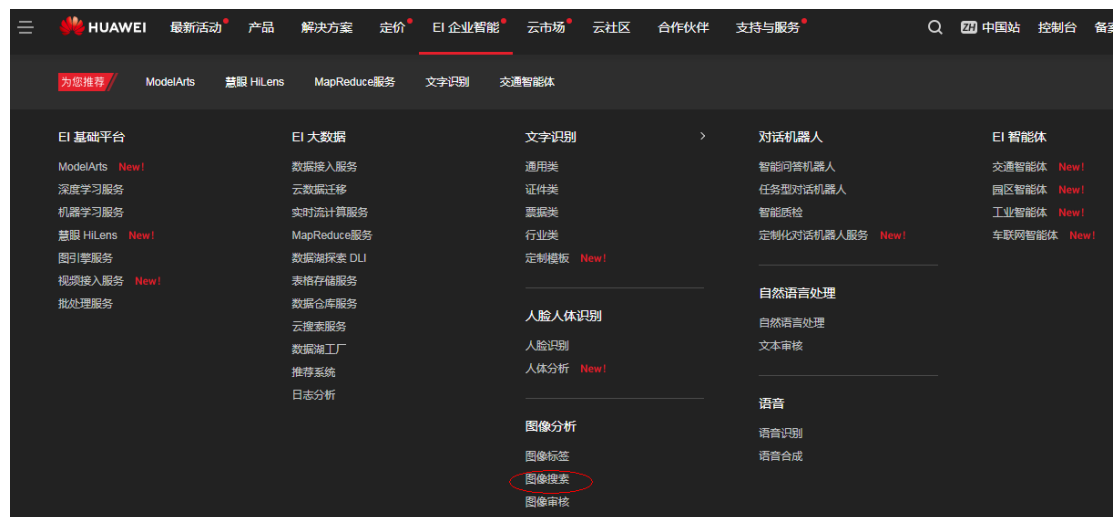 HUAWEI 最新活动 产品 解决方案 定价 EI 企业智能 云市场 云社区 合作伙伴 支持与服务 ZH 中国站 控制台 备案
为您推荐 ModelArts 慧眼 HiLens MapReduce服务 文字识别 交通智能体
EI 基础平台
ModelArts New!
深度学习服务
机器学习服务
慧眼 HiLens New!
图引擎服务
视频接入服务 New!
批处理服务
EI 大数据
数据接入服务
云数据迁移
实时流计算服务
MapReduce服务
数据湖探索 DLI
表格存储服务
数据仓库服务
云搜索服务
数据湖工厂
推荐系统
日志分析
文字识别 >
通用类
证件类
票据类
行业类
定制模板 New!
人脸人体识别
人脸识别
人体分析 New!
图像分析
图像标签
图像搜索
图像审核
对话机器人
智能问答机器人
任务型对话机器人
智能质检
定制化对话机器人服务 New!
自然语言处理
自然语言处理
文本审核
语音
语音识别
语音合成
EI 智能体
交通智能体 New!
园区智能体 New!
工业智能体 New!
车联网智能体 New!